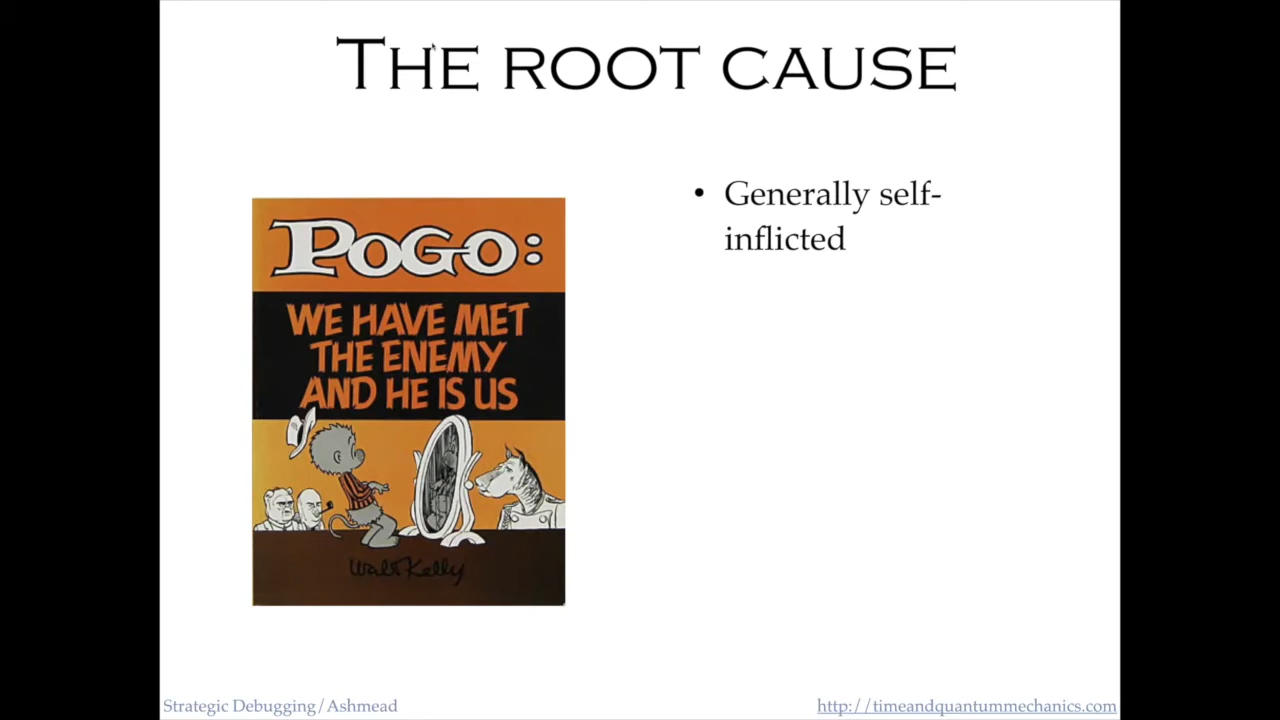 THE ROOT CAUSE
• Generally self-
inflicted
POGO:
WE HAVE MET
THE ENEMY
AND HE IS US
Walt Kelly
Strategic Debugging/Ashmead
http://timeandquantummechanics.com